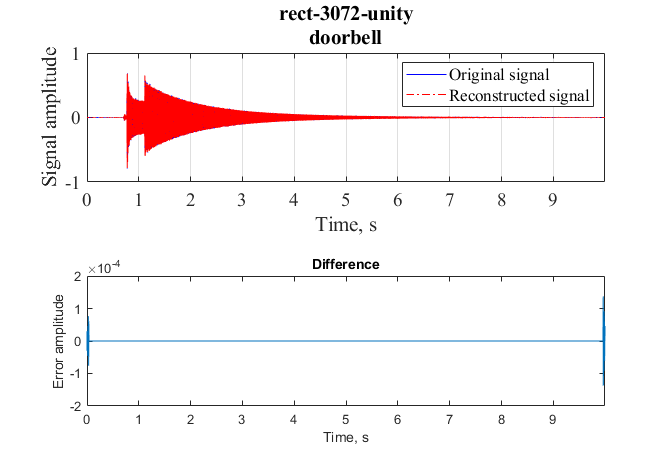 rect-3072-unity
doorbell
Signal amplitude
1
0
-1
Original signal
Reconstructed signal
0 1 2 3 4 5 6 7 8 9
Time, s
Difference
×10-4
Error amplitude
2
1
0
-1
-2
0 1 2 3 4 5 6 7 8 9
Time, s